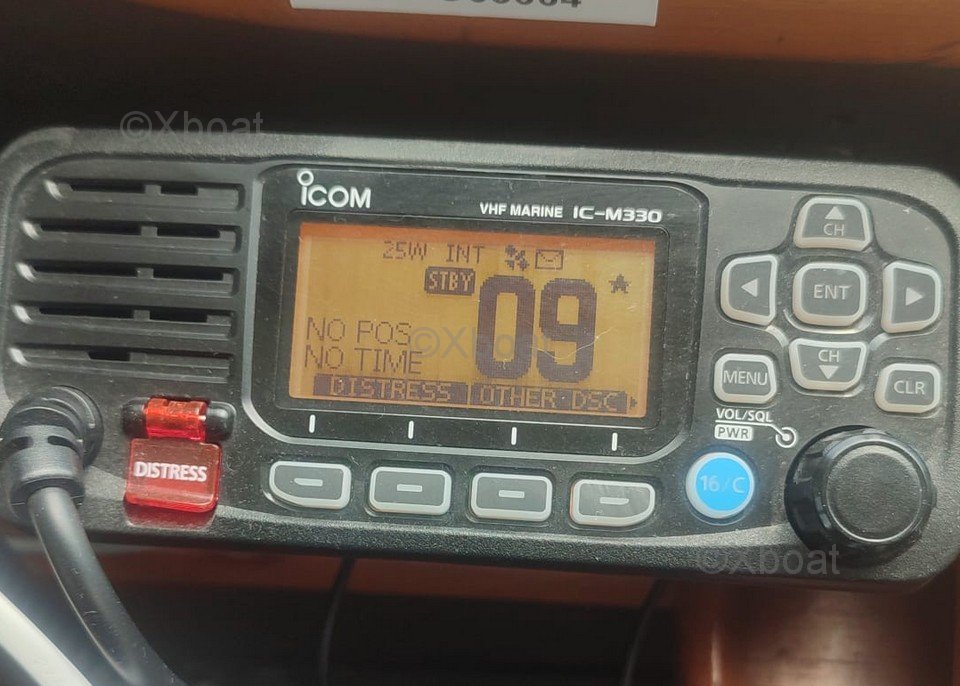 ©Xboat
ICOM
VHF MARINE IC-M330
25W INT
STBY
09
NO POS
NO TIME
©Xboat
DISTRESS OTHER DSC
CH
ENT
CH
MENU
CLR
VOL/SQL
PWR
DISTRESS
16/C
©Xboat